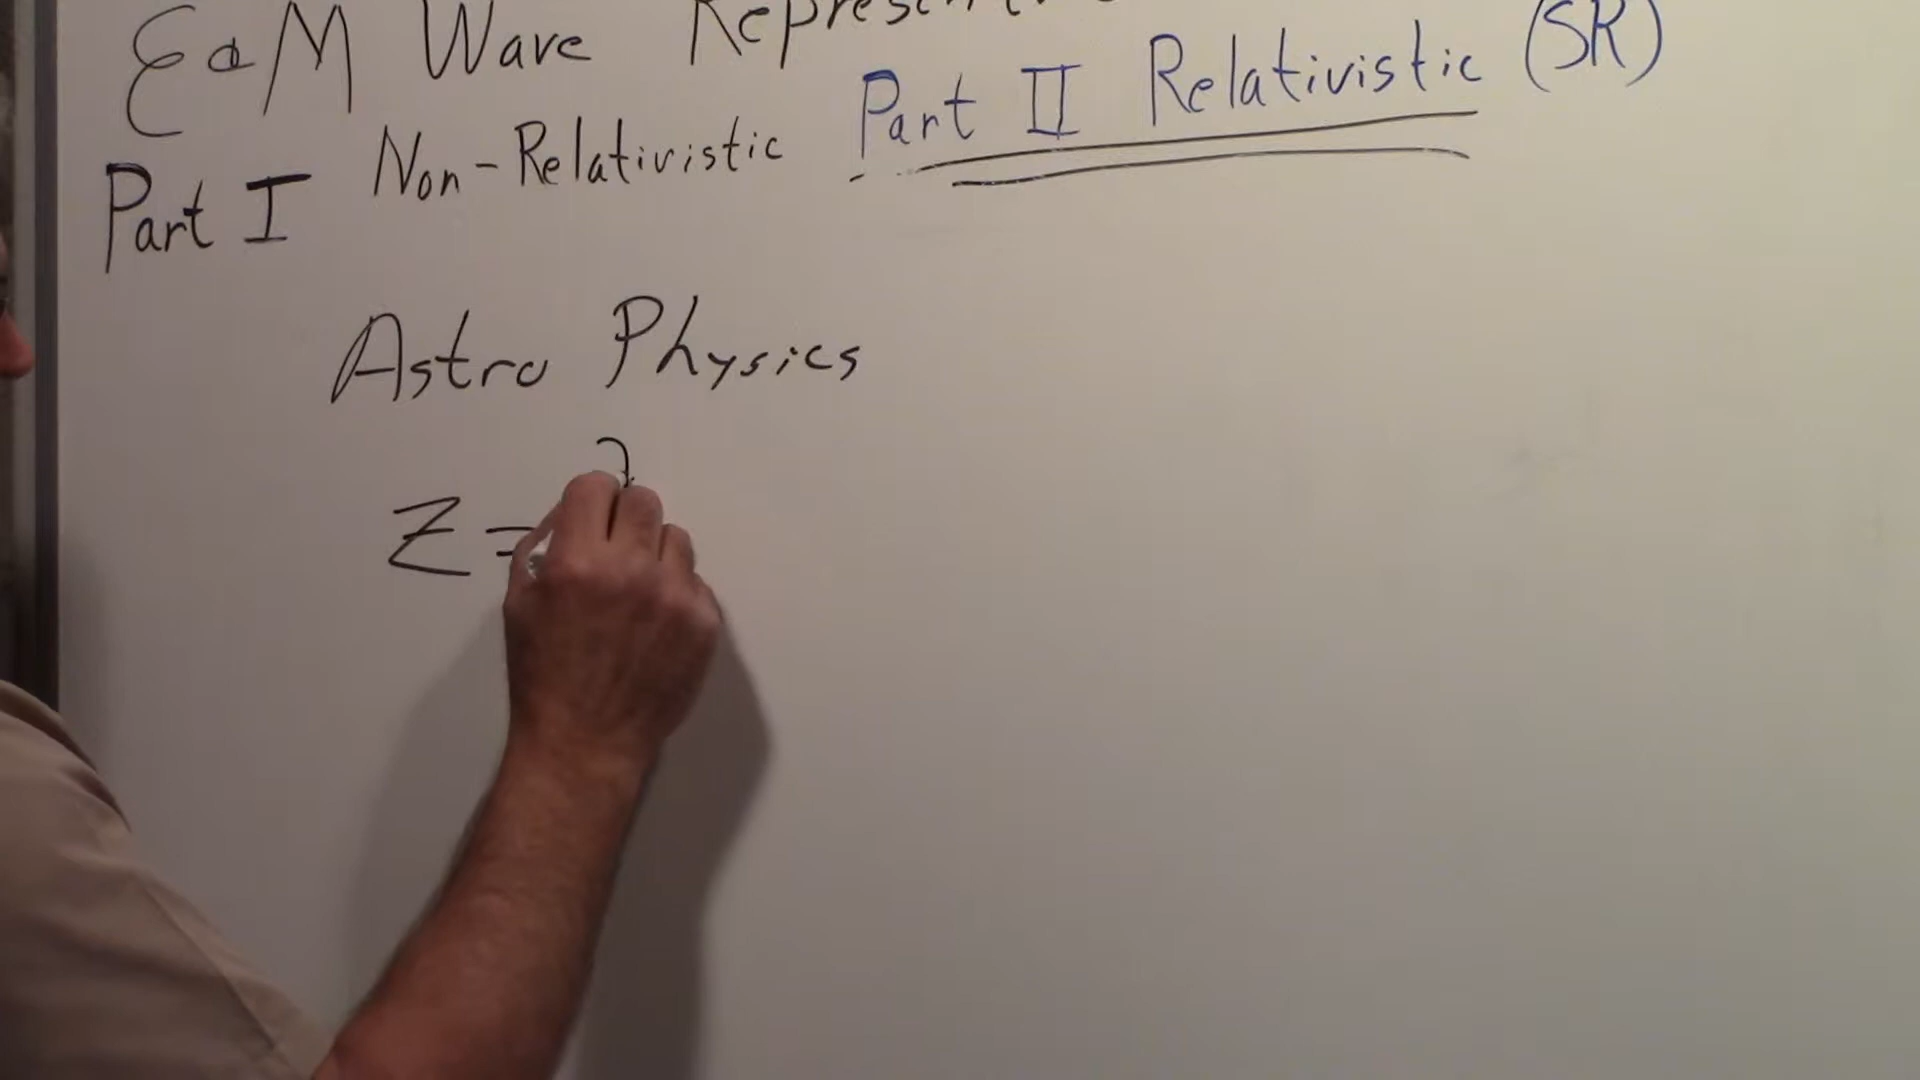 E&M Wave
Part I Non-Relativistic Part II Relativistic (SR)
Astro Physics
Z =